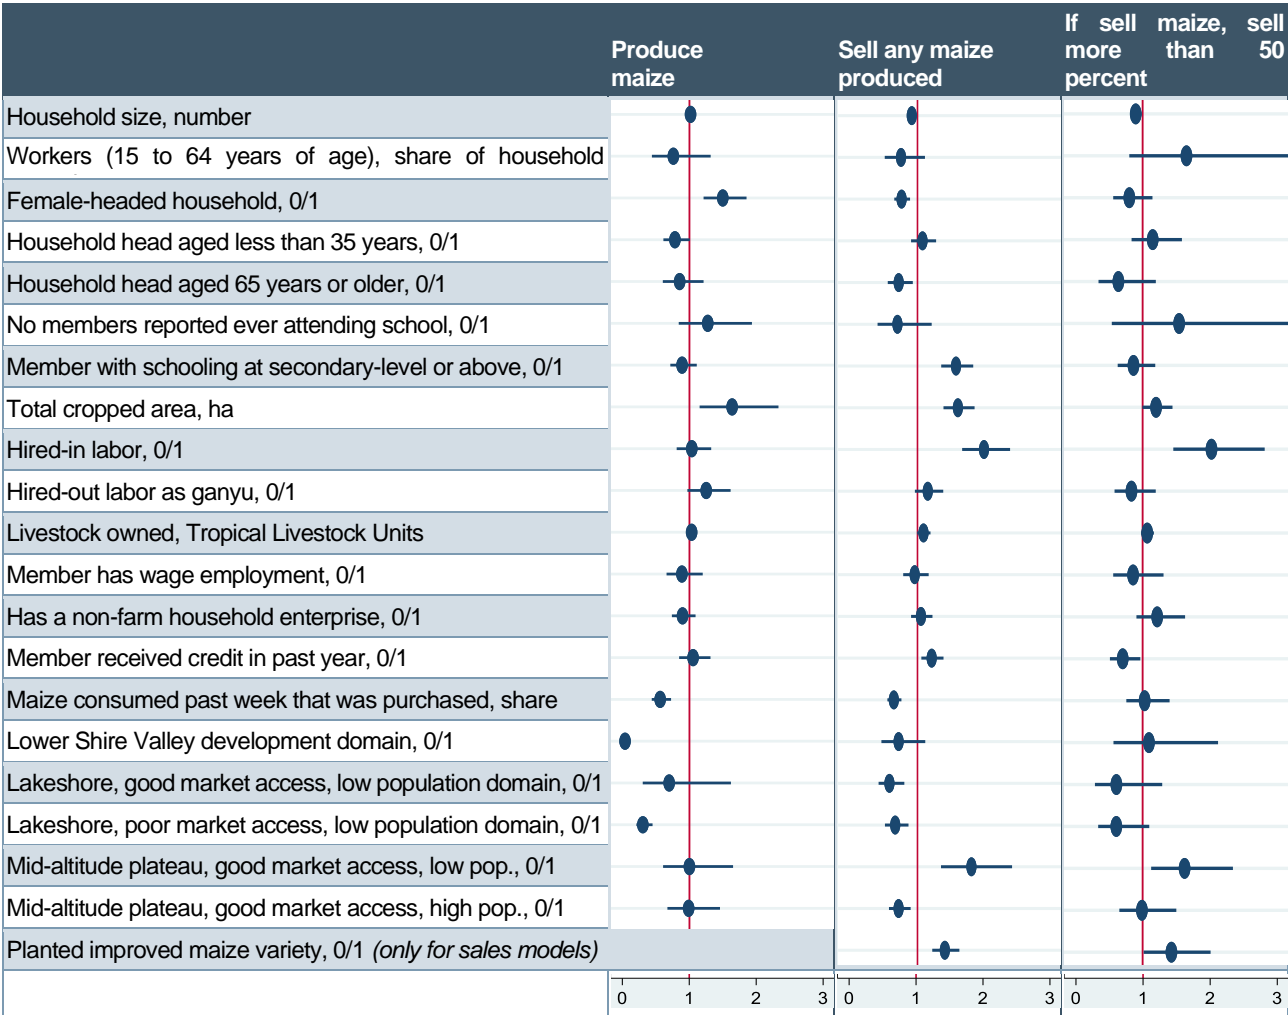 Produce
maize
Sell any maize
produced
If sell maize, sell
more than 50
percent
Household size, number
Workers (15 to 64 years of age), share of household
Female-headed household, 0/1
Household head aged less than 35 years, 0/1
Household head aged 65 years or older, 0/1
No members reported ever attending school, 0/1
Member with schooling at secondary-level or above, 0/1
Total cropped area, ha
Hired-in labor, 0/1
Hired-out labor as ganyu, 0/1
Livestock owned, Tropical Livestock Units
Member has wage employment, 0/1
Has a non-farm household enterprise, 0/1
Member received credit in past year, 0/1
Maize consumed past week that was purchased, share
Lower Shire Valley development domain, 0/1
Lakeshore, good market access, low population domain, 0/1
Lakeshore, poor market access, low population domain, 0/1
Mid-altitude plateau, good market access, low pop., 0/1
Mid-altitude plateau, good market access, high pop., 0/1
Planted improved maize variety, 0/1 (only for sales models)
0 1 2 3 0 1 2 3 0 1 2 3